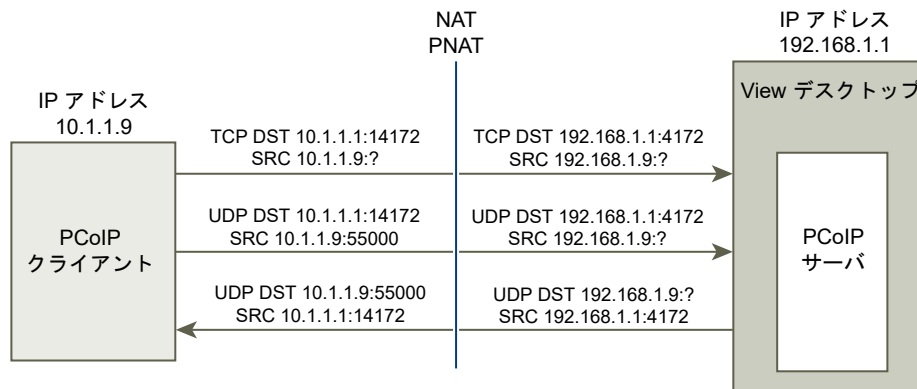 NAT
PNAT
IP アドレス
192.168.1.1
View デスクトップ
IP アドレス
10.1.1.9
TCP DST 10.1.1.1:14172
SRC 10.1.1.9:?
TCP DST 192.168.1.1:4172
SRC 192.168.1.9:?
PCoIP
クライアント
UDP DST 10.1.1.1:14172
SRC 10.1.1.9:55000
UDP DST 192.168.1.1:4172
SRC 192.168.1.9:?
PCoIP
サーバ
UDP DST 10.1.1.9:55000
SRC 10.1.1.1:14172
UDP DST 192.168.1.9:?
SRC 192.168.1.1:4172